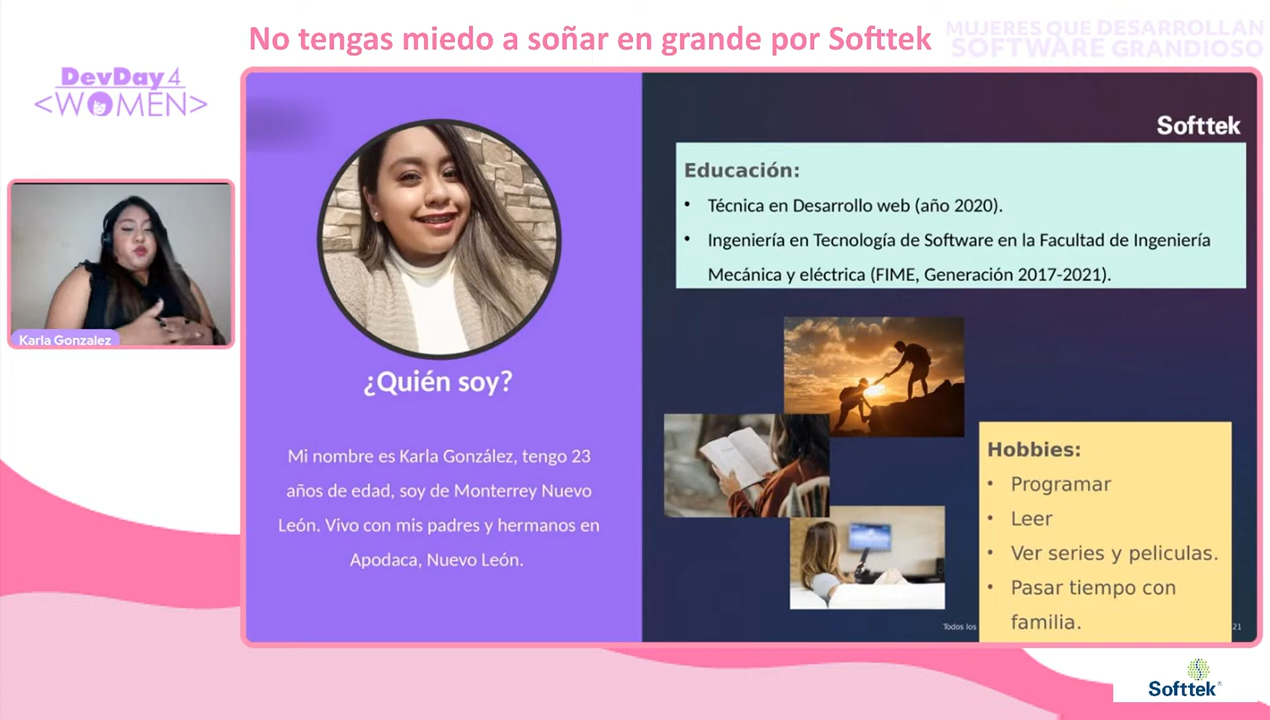 No tengas miedo a soñar en grande por Softtek
MUJERES QUE DESARROLLAN
SOFTWARE GRANDIOSO
DevDay4
<WOMEN>
Karla Gonzalez
¿Quién soy?
Mi nombre es Karla González, tengo 23
años de edad, soy de Monterrey Nuevo
León. Vivo con mis padres y hermanos en
Apodaca, Nuevo León.
Softtek
Educación:
• Técnica en Desarrollo web (año 2020).
• Ingeniería en Tecnología de Software en la Facultad de Ingeniería
Mecánica y eléctrica (FIME, Generación 2017-2021).
Hobbies:
• Programar
• Leer
• Ver series y peliculas.
• Pasar tiempo con
familia.
Todos los
21
Softtek